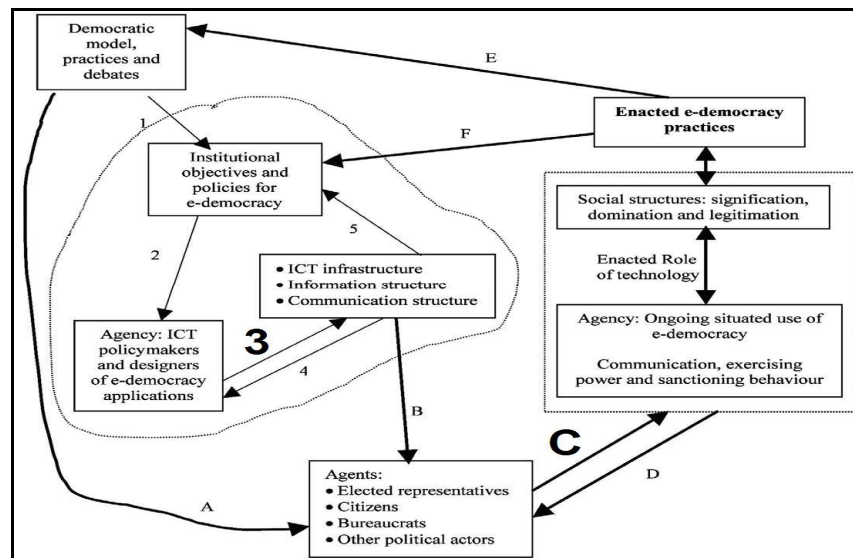 Democratic
model,
practices and
debates
E
1
Enacted e-democracy
practices
F
Institutional
objectives and
policies for
e-democracy
Social structures: signification,
domination and legitimation
5
2
Enacted Role
of technology
• ICT infrastructure
• Information structure
• Communication structure
Agency: ICT
policymakers
and designers
of e-democracy
applications
3
4
Agency: Ongoing situated use of
e-democracy
Communication, exercising
power and sanctioning behaviour
B
C
D
A
Agents:
• Elected representatives
• Citizens
• Bureaucrats
• Other political actors